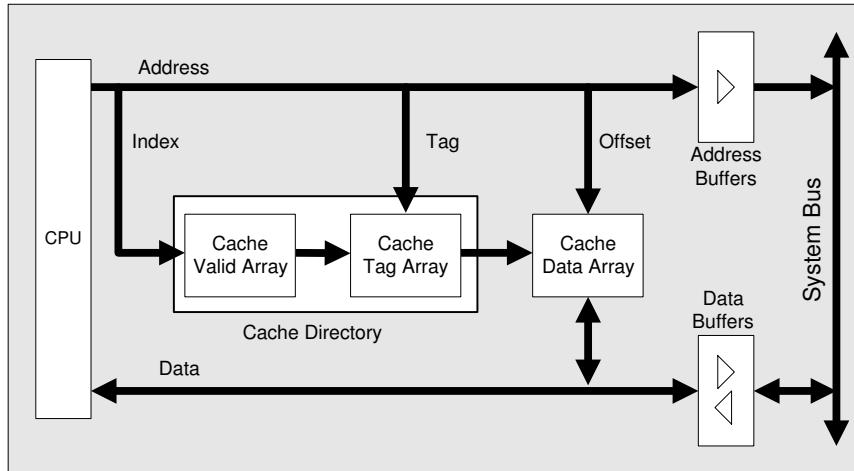 Address
Index
Tag
Offset
Address
Buffers
CPU
Cache
Valid Array
Cache
Tag Array
Cache
Data Array
Cache Directory
System Bus
Data
Buffers
Data